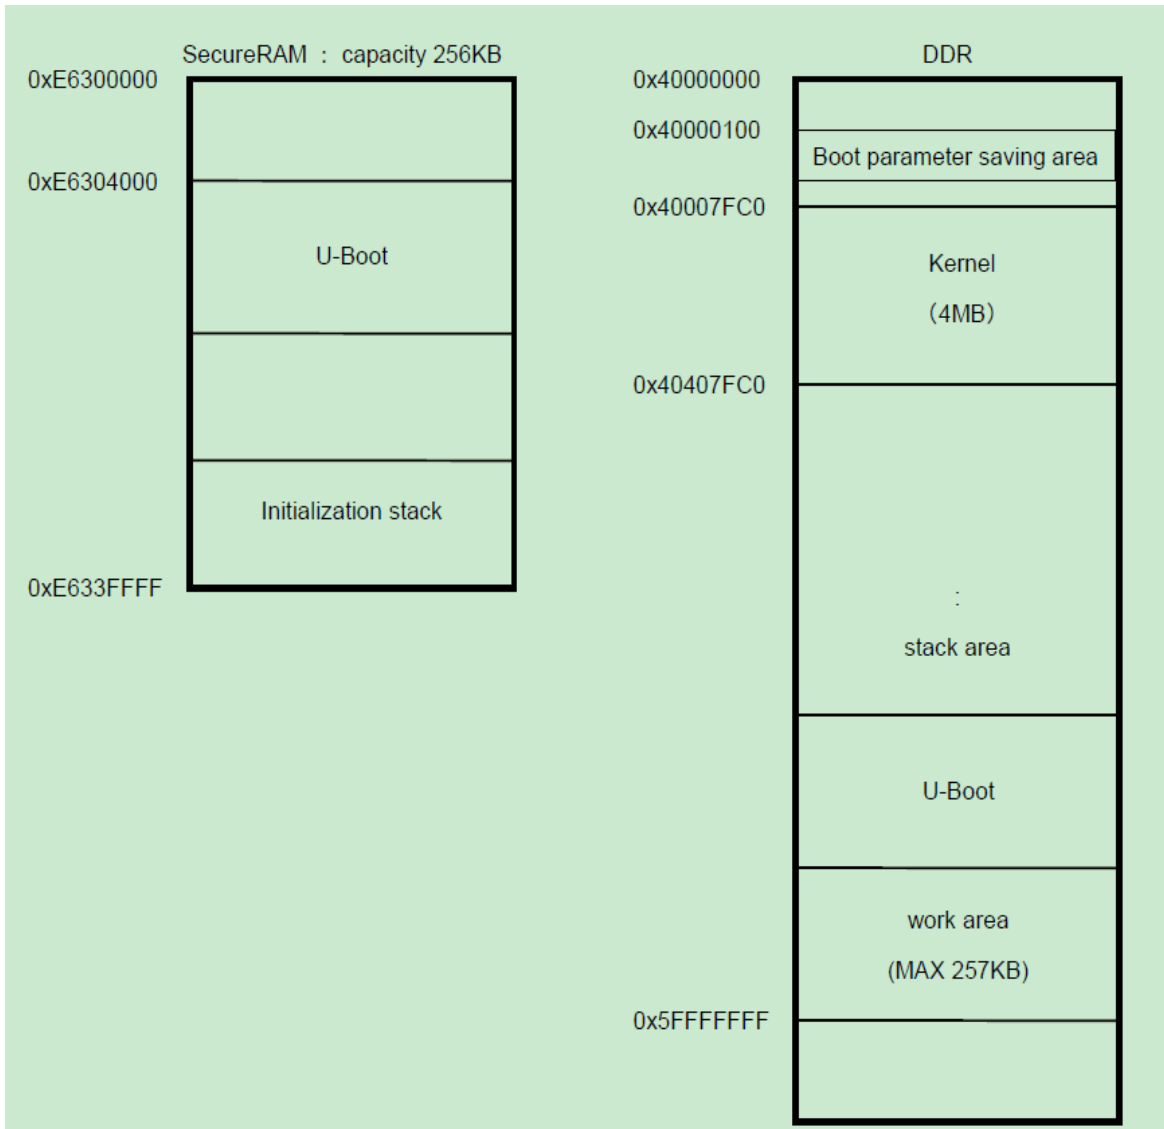 SecureRAM : capacity 256KB
0xE6300000
0xE6304000
U-Boot
Initialization stack
0xE633FFFF
DDR
0x40000000
0x40000100
Boot parameter saving area
0x40007FC0
Kernel
(4MB)
0x40407FC0
:
stack area
U-Boot
work area
(MAX 257KB)
0x5FFFFFFF